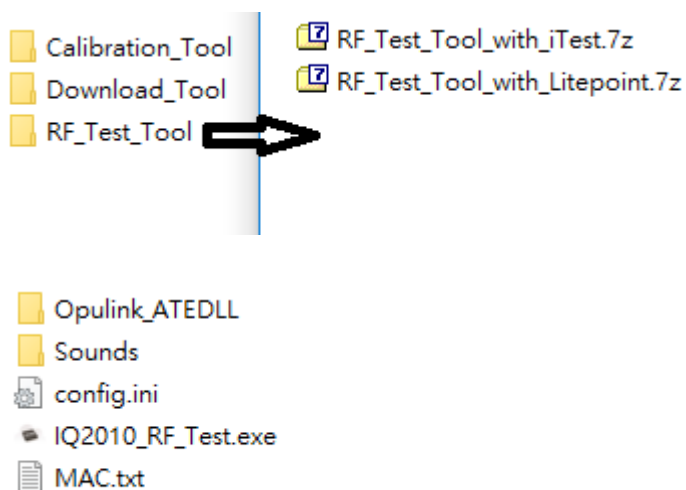 Calibration_Tool
Download_Tool
RF_Test_Tool
RF_Test_Tool_with_iTest.7z
RF_Test_Tool_with_Litepoint.7z
Opulink_ATEDLL
Sounds
config.ini
IQ2010_RF_Test.exe
MAC.txt